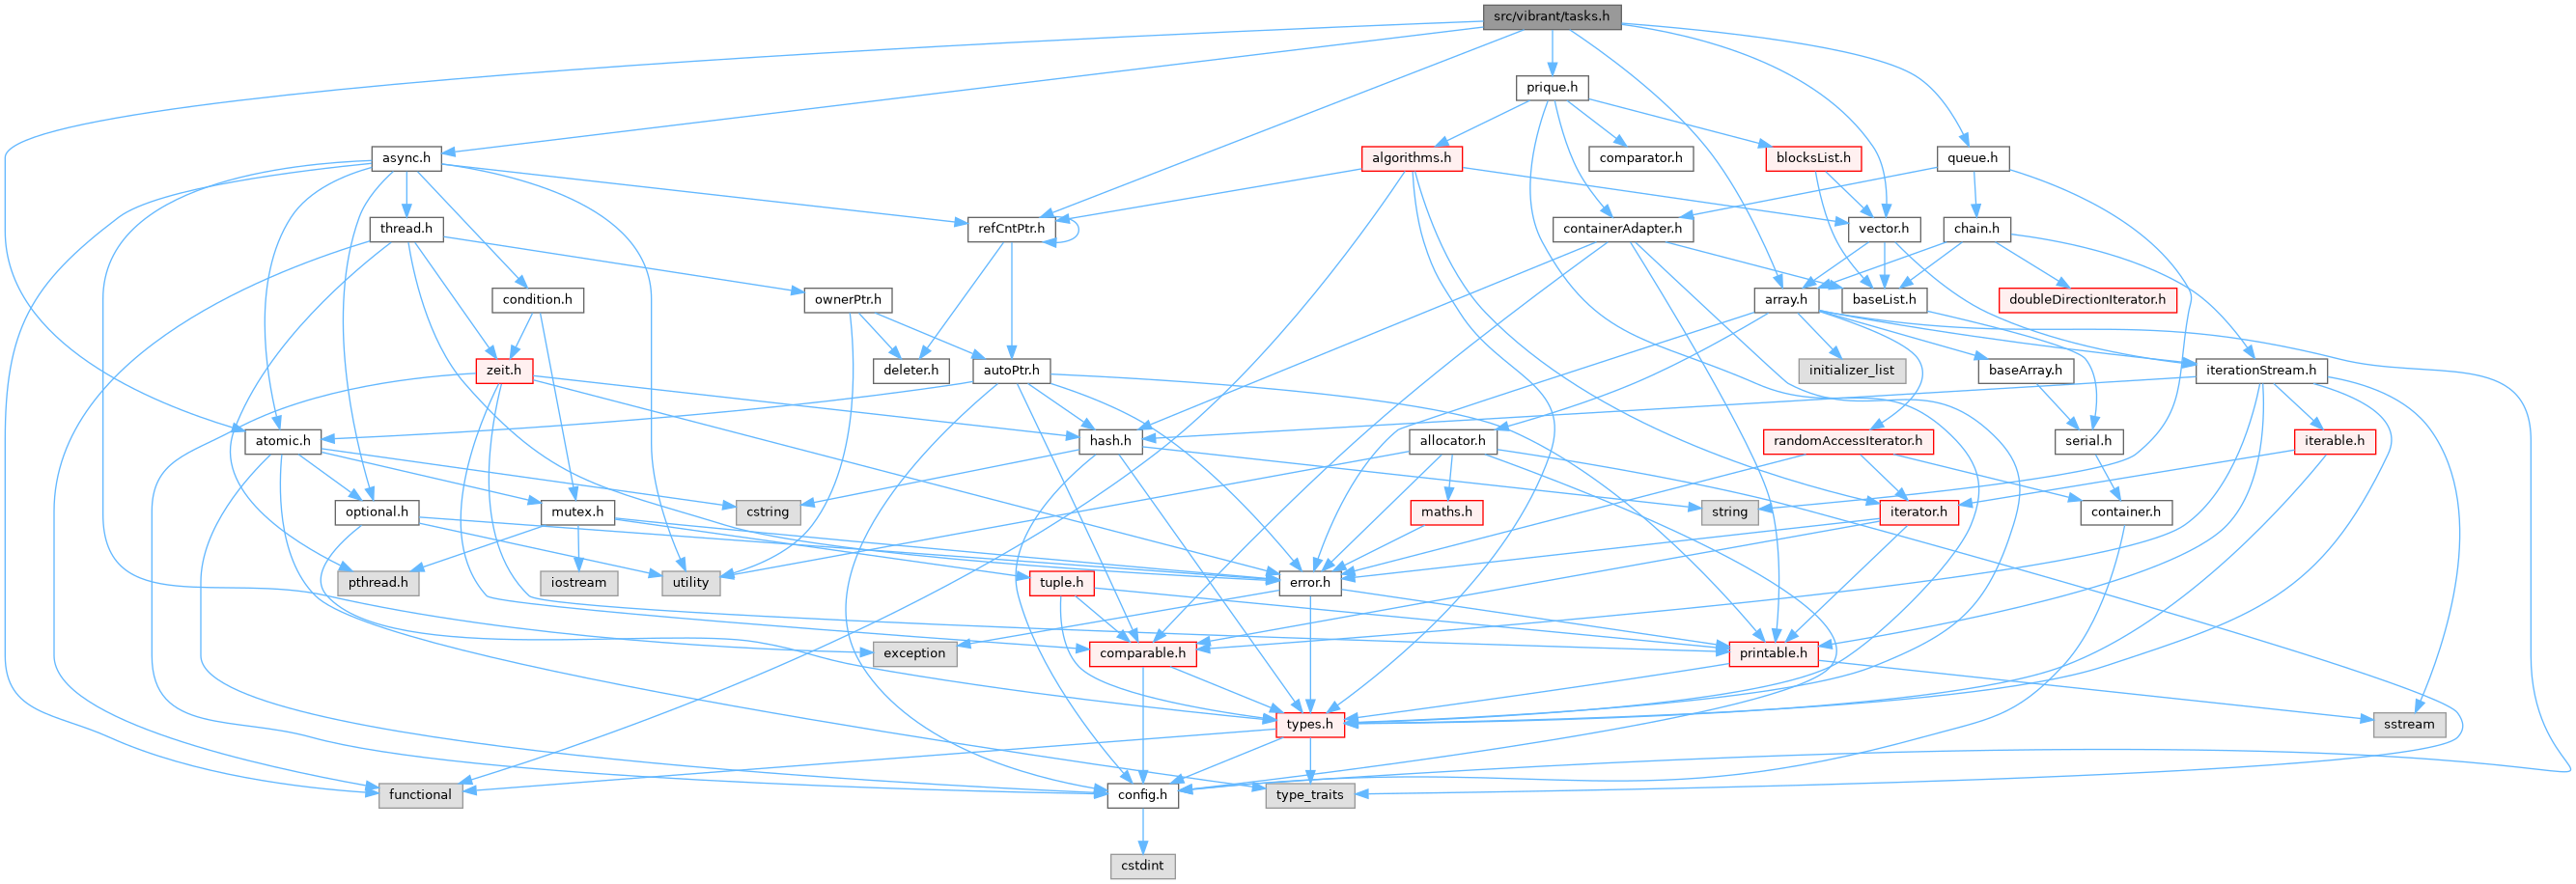 src/vibrant/tasks.h
prique.h
async.h
algorithms.h
comparator.h
blocksList.h
queue.h
thread.h
refCntPtr.h
containerAdapter.h
vector.h
chain.h
condition.h
ownerPtr.h
array.h
baseList.h
doubleDirectionIterator.h
zeit.h
deleter.h
autoPtr.h
initializer_list
baseArray.h
iterationStream.h
atomic.h
hash.h
allocator.h
randomAccessIterator.h
serial.h
iterable.h
optional.h
mutex.h
cstring
maths.h
string
iterator.h
container.h
pthread.h
iostream
utility
tuple.h
error.h
exception
comparable.h
printable.h
types.h
sstream
functional
config.h
type_traits
cstdint